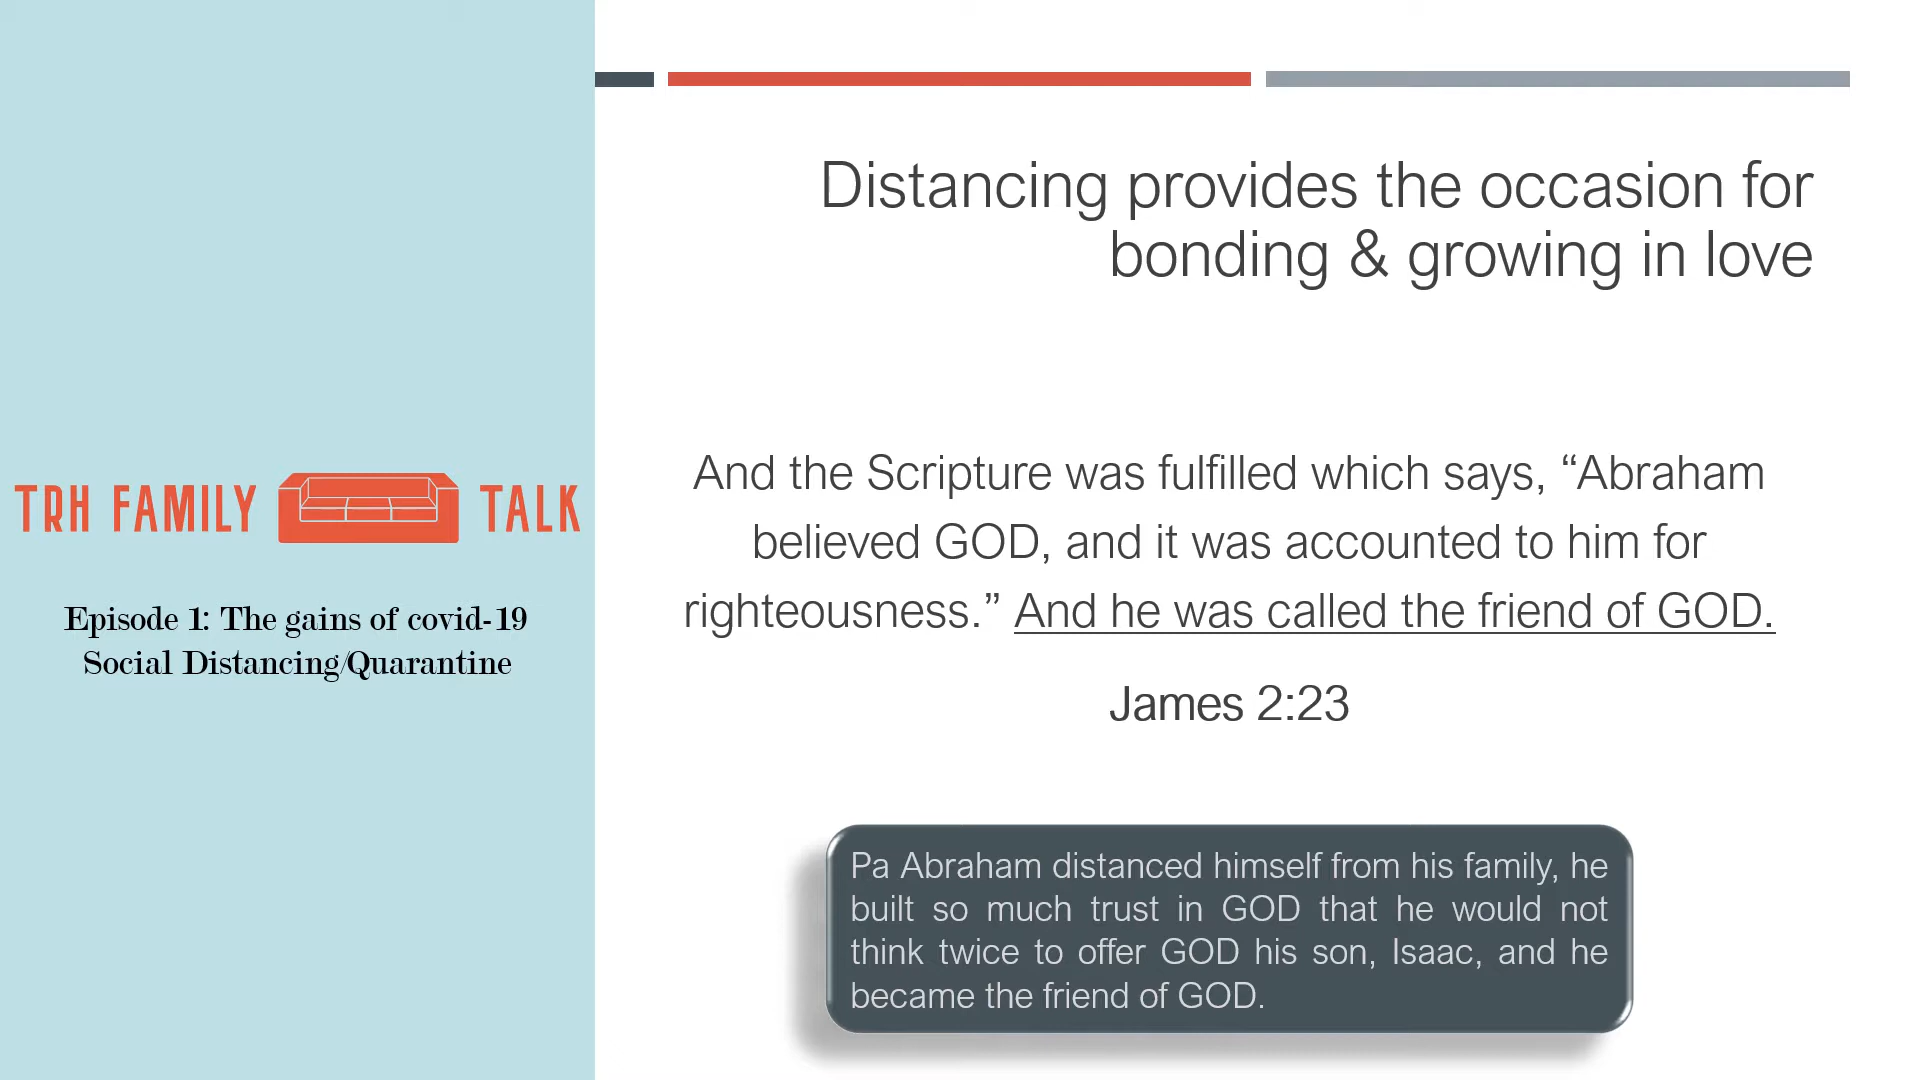 TRH FAMILY TALK
Episode 1: The gains of covid-19
Social Distancing/Quarantine
Distancing provides the occasion for
bonding & growing in love
And the Scripture was fulfilled which says, “Abraham
believed GOD, and it was accounted to him for
righteousness.” And he was called the friend of GOD.
James 2:23
Pa Abraham distanced himself from his family, he
built so much trust in GOD that he would not
think twice to offer GOD his son, Isaac, and he
became the friend of GOD.